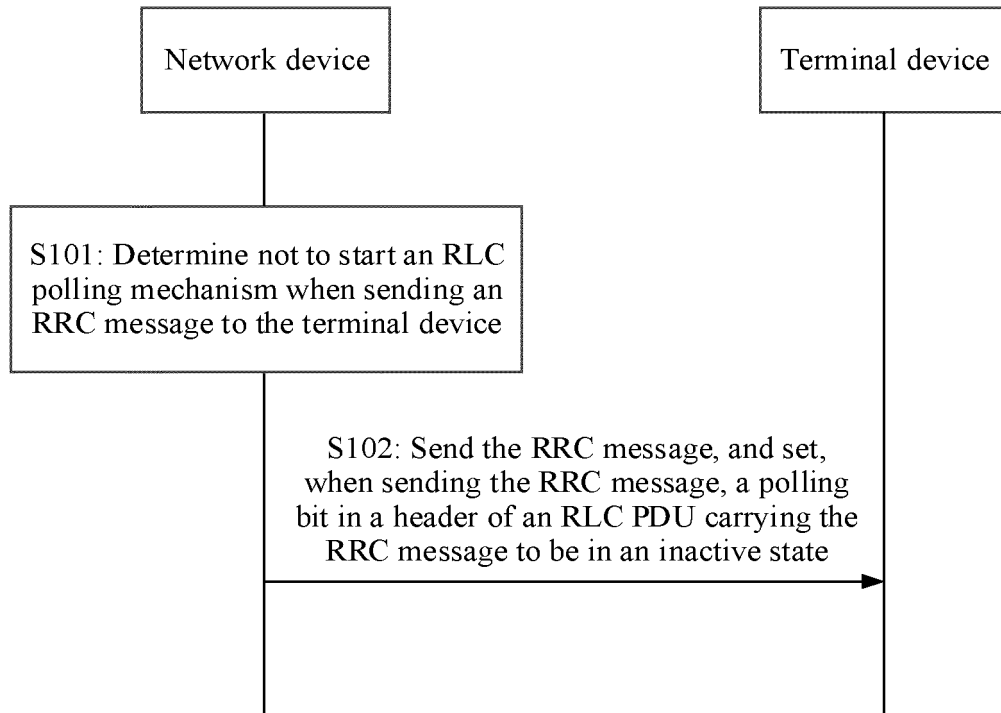 Network device
Terminal device
S101: Determine not to start an RLC
polling mechanism when sending an
RRC message to the terminal device
S102: Send the RRC message, and set,
when sending the RRC message, a polling
bit in a header of an RLC PDU carrying the
RRC message to be in an inactive state